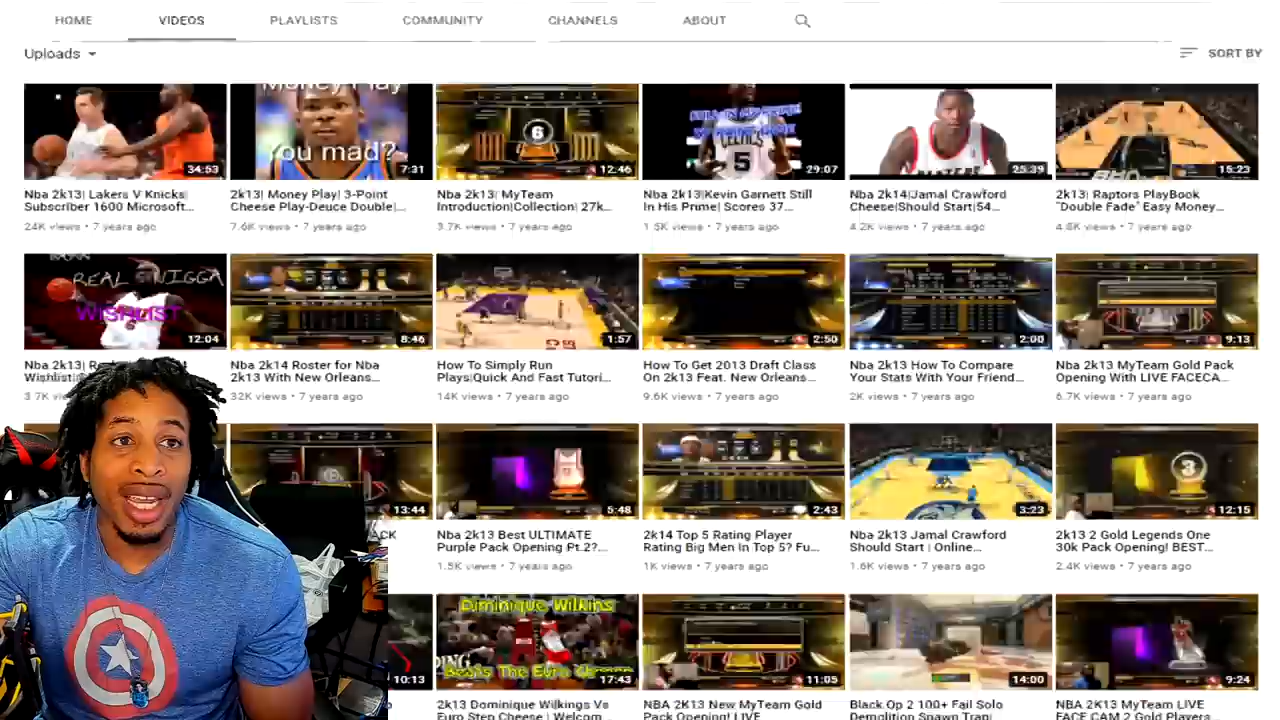 HOME VIDEOS PLAYLISTS COMMUNITY CHANNELS ABOUT
Uploads SORT BY
Money Play
You mad?
6
CELTICS
5
34:53 7:31 12:46 29:07 25:39 15:23
Nba 2k13| Lakers V Knicks| Subscriber 1600 Microsoft...
24K views • 7 years ago
2k13| Money Play| 3-Point Cheese Play-Deuce Double|...
7.6K views • 7 years ago
Nba 2k13| MyTeam Introduction|Collection| 27k...
3.7K views • 7 years ago
Nba 2k13|Kevin Garnett Still In His Prime| Scores 37...
1.5K views • 7 years ago
Nba 2k14|Jamal Crawford Cheese|Should Start|54...
4.2K views • 7 years ago
2k13| Raptors PlayBook "Double Fade" Easy Money...
4.8K views • 7 years ago
REAL NIGGA
WISHLIST
12:04 8:46 1:57 2:50 2:00 9:13
Nba 2k13|
Wishlist
3.7K views • 7 years ago
Nba 2k14 Roster for Nba 2k13 With New Orleans...
32K views • 7 years ago
How To Simply Run Plays|Quick And Fast Tutori...
14K views • 7 years ago
How To Get 2013 Draft Class On 2k13 Feat. New Orleans...
9.6K views • 7 years ago
Nba 2k13 How To Compare Your Stats With Your Friend...
2K views • 7 years ago
Nba 2k13 MyTeam Gold Pack Opening With LIVE FACECA...
6.7K views • 7 years ago
3
13:44 5:48 2:43 3:23 12:15
Nba 2k13 Best ULTIMATE Purple Pack Opening Pt.2?...
1.5K views • 7 years ago
2k14 Top 5 Rating Player Rating Big Men In Top 5? Fu...
1K views • 7 years ago
Nba 2k13 Jamal Crawford Should Start | Online...
1.6K views • 7 years ago
2k13 2 Gold Legends One 30k Pack Opening! BEST...
2.4K views • 7 years ago
Dominique Wilkins
Beats The Euro Cheese
10:13 17:43 11:05 14:00 9:24
2k13 Dominique Wilkins Vs Euro Step Cheese | Welcom...
NBA 2K13 New MyTeam Gold Pack Opening! LIVE
Black Op 2 100+ Fail Solo Demolition Spawn Trap|
NBA 2K13 MyTeam LIVE FACE CAM 2 Gold Players